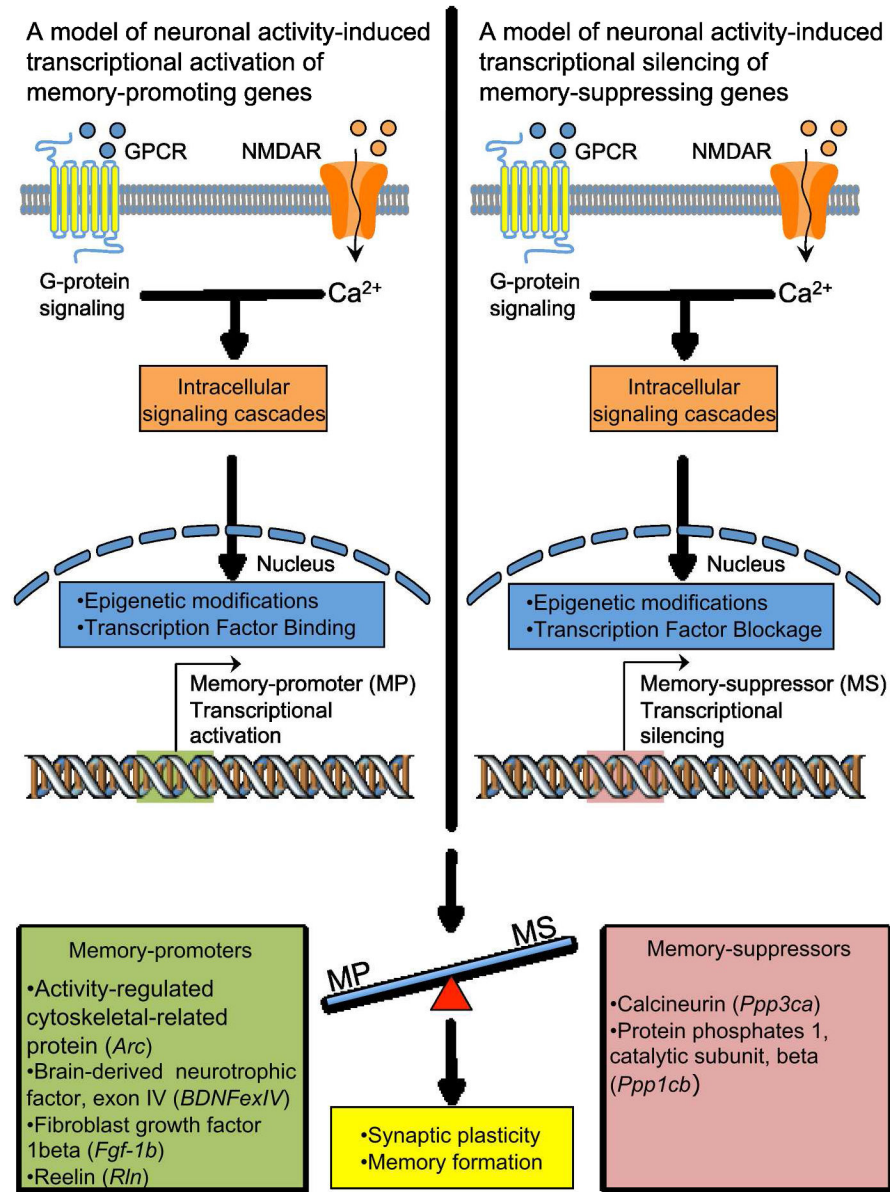 A model of neuronal activity-induced
transcriptional activation of
memory-promoting genes
GPCR
NMDAR
G-protein
signaling
Ca²⁺
Intracellular
signaling cascades
Nucleus
•Epigenetic modifications
•Transcription Factor Binding
Memory-promoter (MP)
Transcriptional
activation
A model of neuronal activity-induced
transcriptional silencing of
memory-suppressing genes
GPCR
NMDAR
G-protein
signaling
Ca²⁺
Intracellular
signaling cascades
Nucleus
•Epigenetic modifications
•Transcription Factor Blockage
Memory-suppressor (MS)
Transcriptional
silencing
Memory-promoters
•Activity-regulated
cytoskeletal-related
protein (Arc)
•Brain-derived neurotrophic
factor, exon IV (BDNFexIV)
•Fibroblast growth factor
1beta (Fgf-1b)
•Reelin (Rln)
MP
MS
•Synaptic plasticity
•Memory formation
Memory-suppressors
•Calcineurin (Ppp3ca)
•Protein phosphates 1,
catalytic subunit, beta
(Ppp1cb)